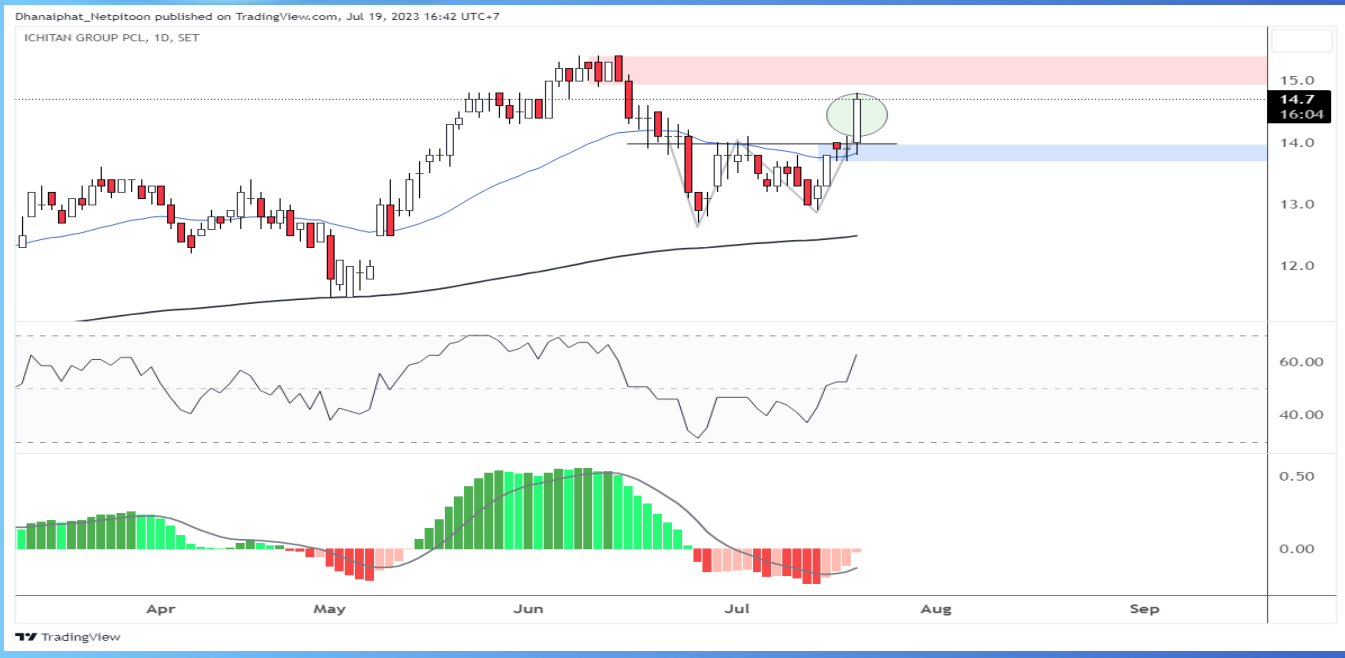 Dhanaiphat_Netpitoon published on TradingView.com, Jul 19, 2023 16:42 UTC+7
ICHITAN GROUP PCL, 1D, SET
15.0
14.7
16:04
14.0
13.0
12.0
60.00
40.00
0.50
0.00
Apr May Jun Jul Aug Sep
TradingView